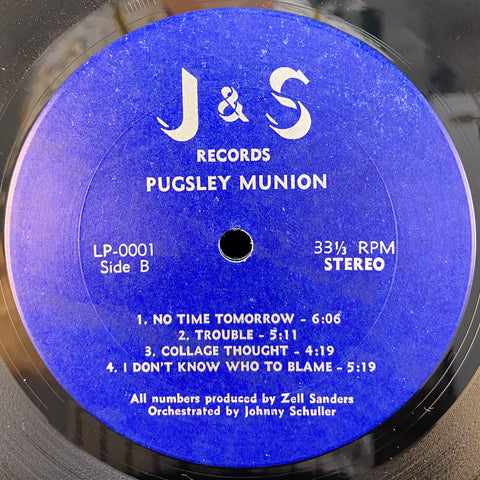 J & S
RECORDS
PUGSLEY MUNION
LP-0001 33⅓ RPM
Side B STEREO
1. NO TIME TOMORROW - 6:06
2. TROUBLE - 5:11
3. COLLAGE THOUGHT - 4:19
4. I DON'T KNOW WHO TO BLAME - 5:19
All numbers produced by Zell Sanders
Orchestrated by Johnny Schuller